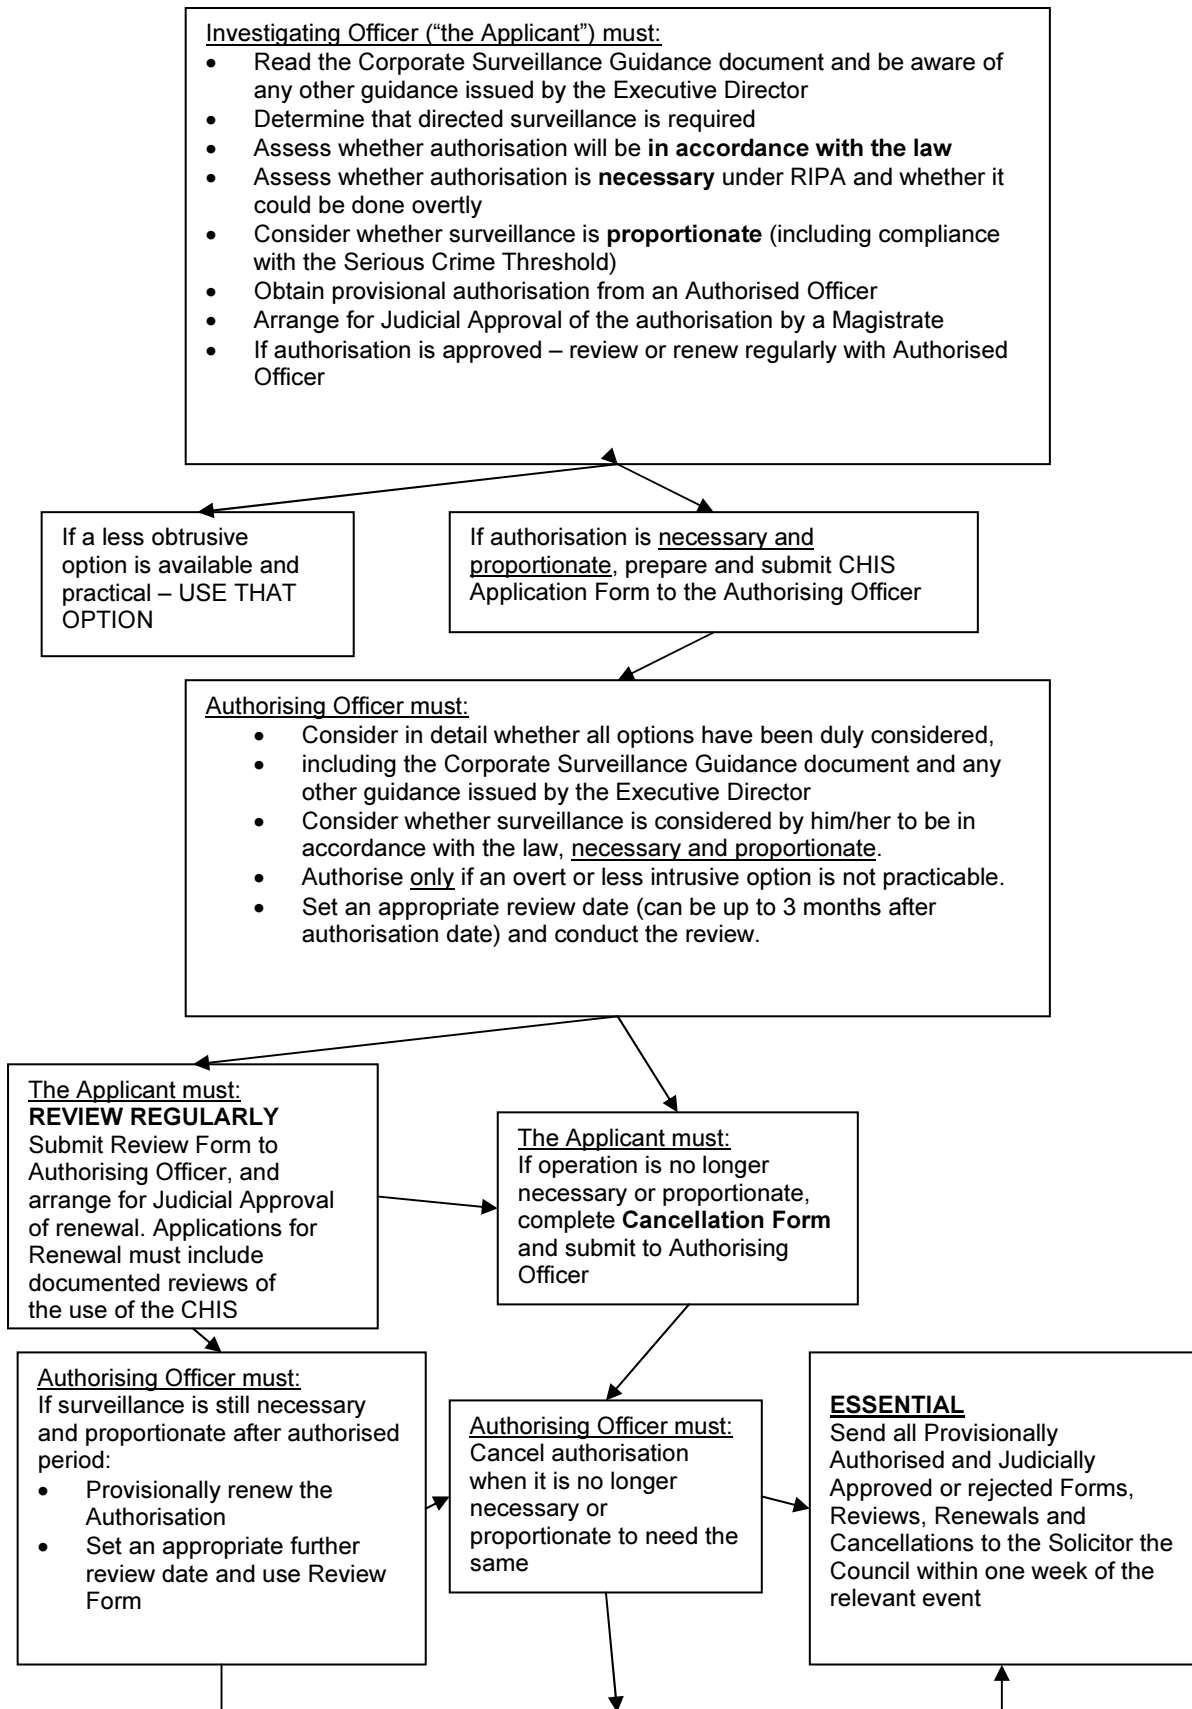 Investigating Officer (“the Applicant”) must:
• Read the Corporate Surveillance Guidance document and be aware of
any other guidance issued by the Executive Director
• Determine that directed surveillance is required
• Assess whether authorisation will be in accordance with the law
• Assess whether authorisation is necessary under RIPA and whether it
could be done overtly
• Consider whether surveillance is proportionate (including compliance
with the Serious Crime Threshold)
• Obtain provisional authorisation from an Authorised Officer
• Arrange for Judicial Approval of the authorisation by a Magistrate
• If authorisation is approved – review or renew regularly with Authorised
Officer
If a less obtrusive
option is available and
practical – USE THAT
OPTION
If authorisation is necessary and
proportionate, prepare and submit CHIS
Application Form to the Authorising Officer
Authorising Officer must:
• Consider in detail whether all options have been duly considered,
• including the Corporate Surveillance Guidance document and any
other guidance issued by the Executive Director
• Consider whether surveillance is considered by him/her to be in
accordance with the law, necessary and proportionate.
• Authorise only if an overt or less intrusive option is not practicable.
• Set an appropriate review date (can be up to 3 months after
authorisation date) and conduct the review.
The Applicant must:
REVIEW REGULARLY
Submit Review Form to
Authorising Officer, and
arrange for Judicial Approval
of renewal. Applications for
Renewal must include
documented reviews of
the use of the CHIS
The Applicant must:
If operation is no longer
necessary or proportionate,
complete Cancellation Form
and submit to Authorising
Officer
Authorising Officer must:
If surveillance is still necessary
and proportionate after authorised
period:
• Provisionally renew the
Authorisation
• Set an appropriate further
review date and use Review
Form
Authorising Officer must:
Cancel authorisation
when it is no longer
necessary or
proportionate to need the
same
ESSENTIAL
Send all Provisionally
Authorised and Judicially
Approved or rejected Forms,
Reviews, Renewals and
Cancellations to the Solicitor the
Council within one week of the
relevant event